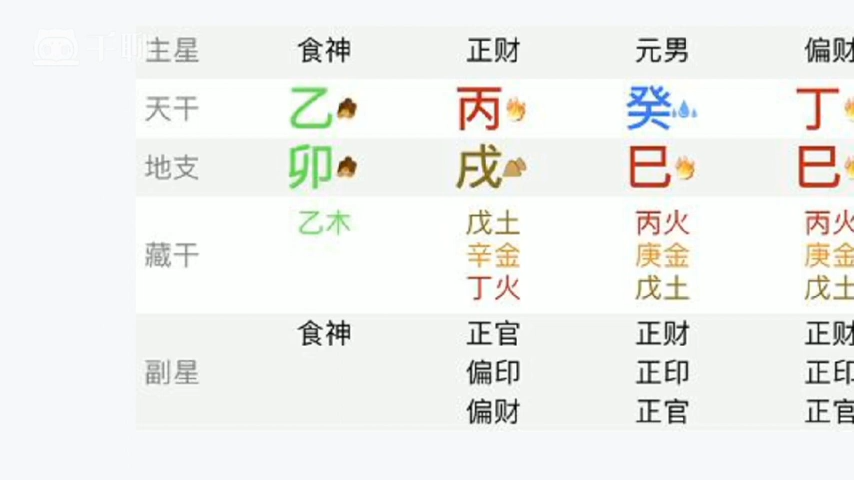 千聊
主星 食神 正财 元男 偏财
天干 乙 丙 癸 丁
地支 卯 戌 巳 巳
藏干 乙木 戊土 丙火 丙火
辛金 庚金 庚金
丁火 戊土 戊土
副星 食神 正官 正财 正财
偏印 正印 正印
偏财 正官 正官